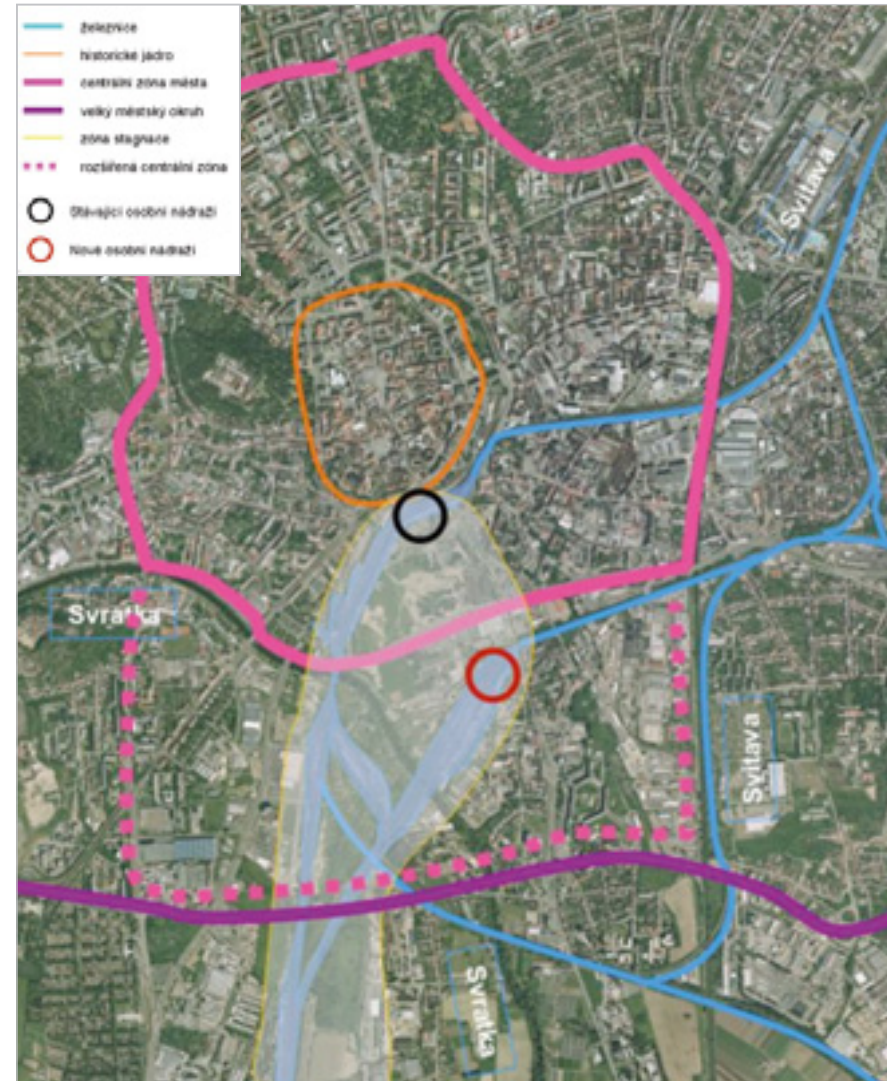 železnice
historické jádro
centrální zóna města
velký městský okruh
zóna stagnace
rozšířená centrální zóna
Stávající osobní nádraží
Nové osobní nádraží
Svitava
Svratka
Svitava
Svratka